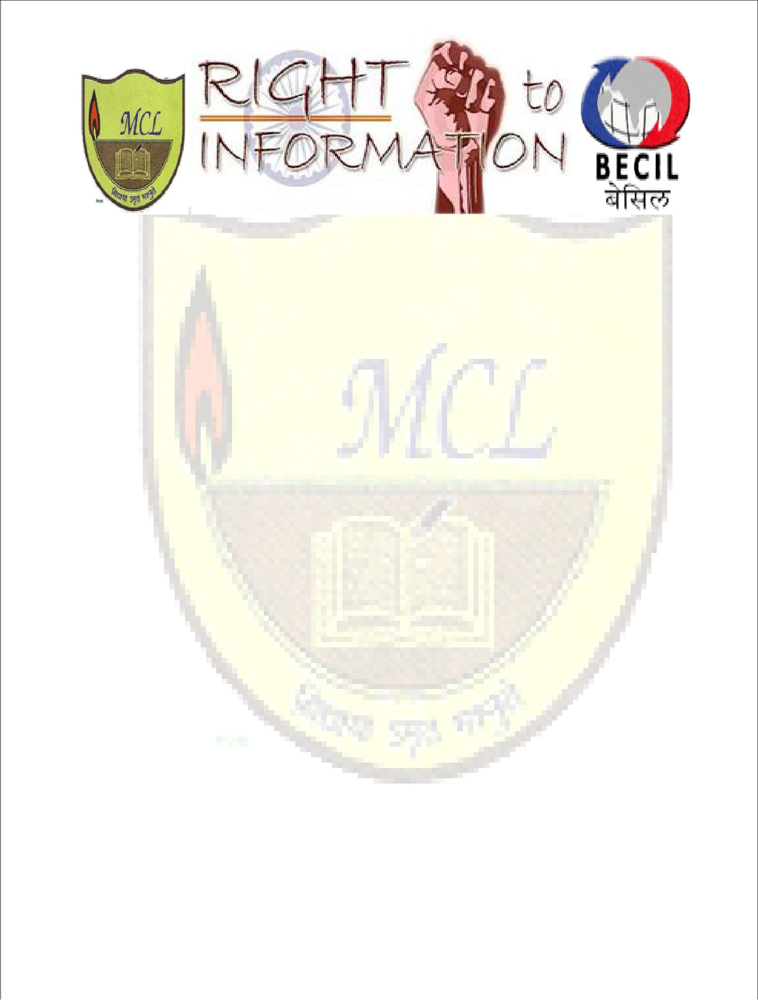 MCL
RIGHT to
INFORMATION
BECIL
बेसिल
MCL